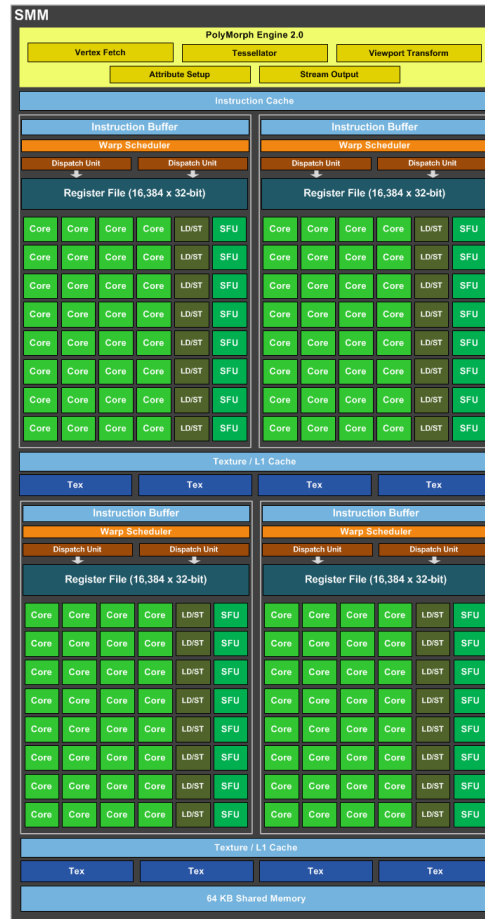 SMM
PolyMorph Engine 2.0
Vertex Fetch Tessellator Viewport Transform
Attribute Setup Stream Output
Instruction Cache
Instruction Buffer Instruction Buffer
Warp Scheduler Warp Scheduler
Dispatch Unit Dispatch Unit Dispatch Unit Dispatch Unit
Register File (16,384 x 32-bit) Register File (16,384 x 32-bit)
Core Core Core Core LD/ST SFU Core Core Core Core LD/ST SFU
Core Core Core Core LD/ST SFU Core Core Core Core LD/ST SFU
Core Core Core Core LD/ST SFU Core Core Core Core LD/ST SFU
Core Core Core Core LD/ST SFU Core Core Core Core LD/ST SFU
Core Core Core Core LD/ST SFU Core Core Core Core LD/ST SFU
Core Core Core Core LD/ST SFU Core Core Core Core LD/ST SFU
Core Core Core Core LD/ST SFU Core Core Core Core LD/ST SFU
Core Core Core Core LD/ST SFU Core Core Core Core LD/ST SFU
Texture / L1 Cache
Tex Tex Tex Tex
Instruction Buffer Instruction Buffer
Warp Scheduler Warp Scheduler
Dispatch Unit Dispatch Unit Dispatch Unit Dispatch Unit
Register File (16,384 x 32-bit) Register File (16,384 x 32-bit)
Core Core Core Core LD/ST SFU Core Core Core Core LD/ST SFU
Core Core Core Core LD/ST SFU Core Core Core Core LD/ST SFU
Core Core Core Core LD/ST SFU Core Core Core Core LD/ST SFU
Core Core Core Core LD/ST SFU Core Core Core Core LD/ST SFU
Core Core Core Core LD/ST SFU Core Core Core Core LD/ST SFU
Core Core Core Core LD/ST SFU Core Core Core Core LD/ST SFU
Core Core Core Core LD/ST SFU Core Core Core Core LD/ST SFU
Core Core Core Core LD/ST SFU Core Core Core Core LD/ST SFU
Texture / L1 Cache
Tex Tex Tex Tex
64 KB Shared Memory